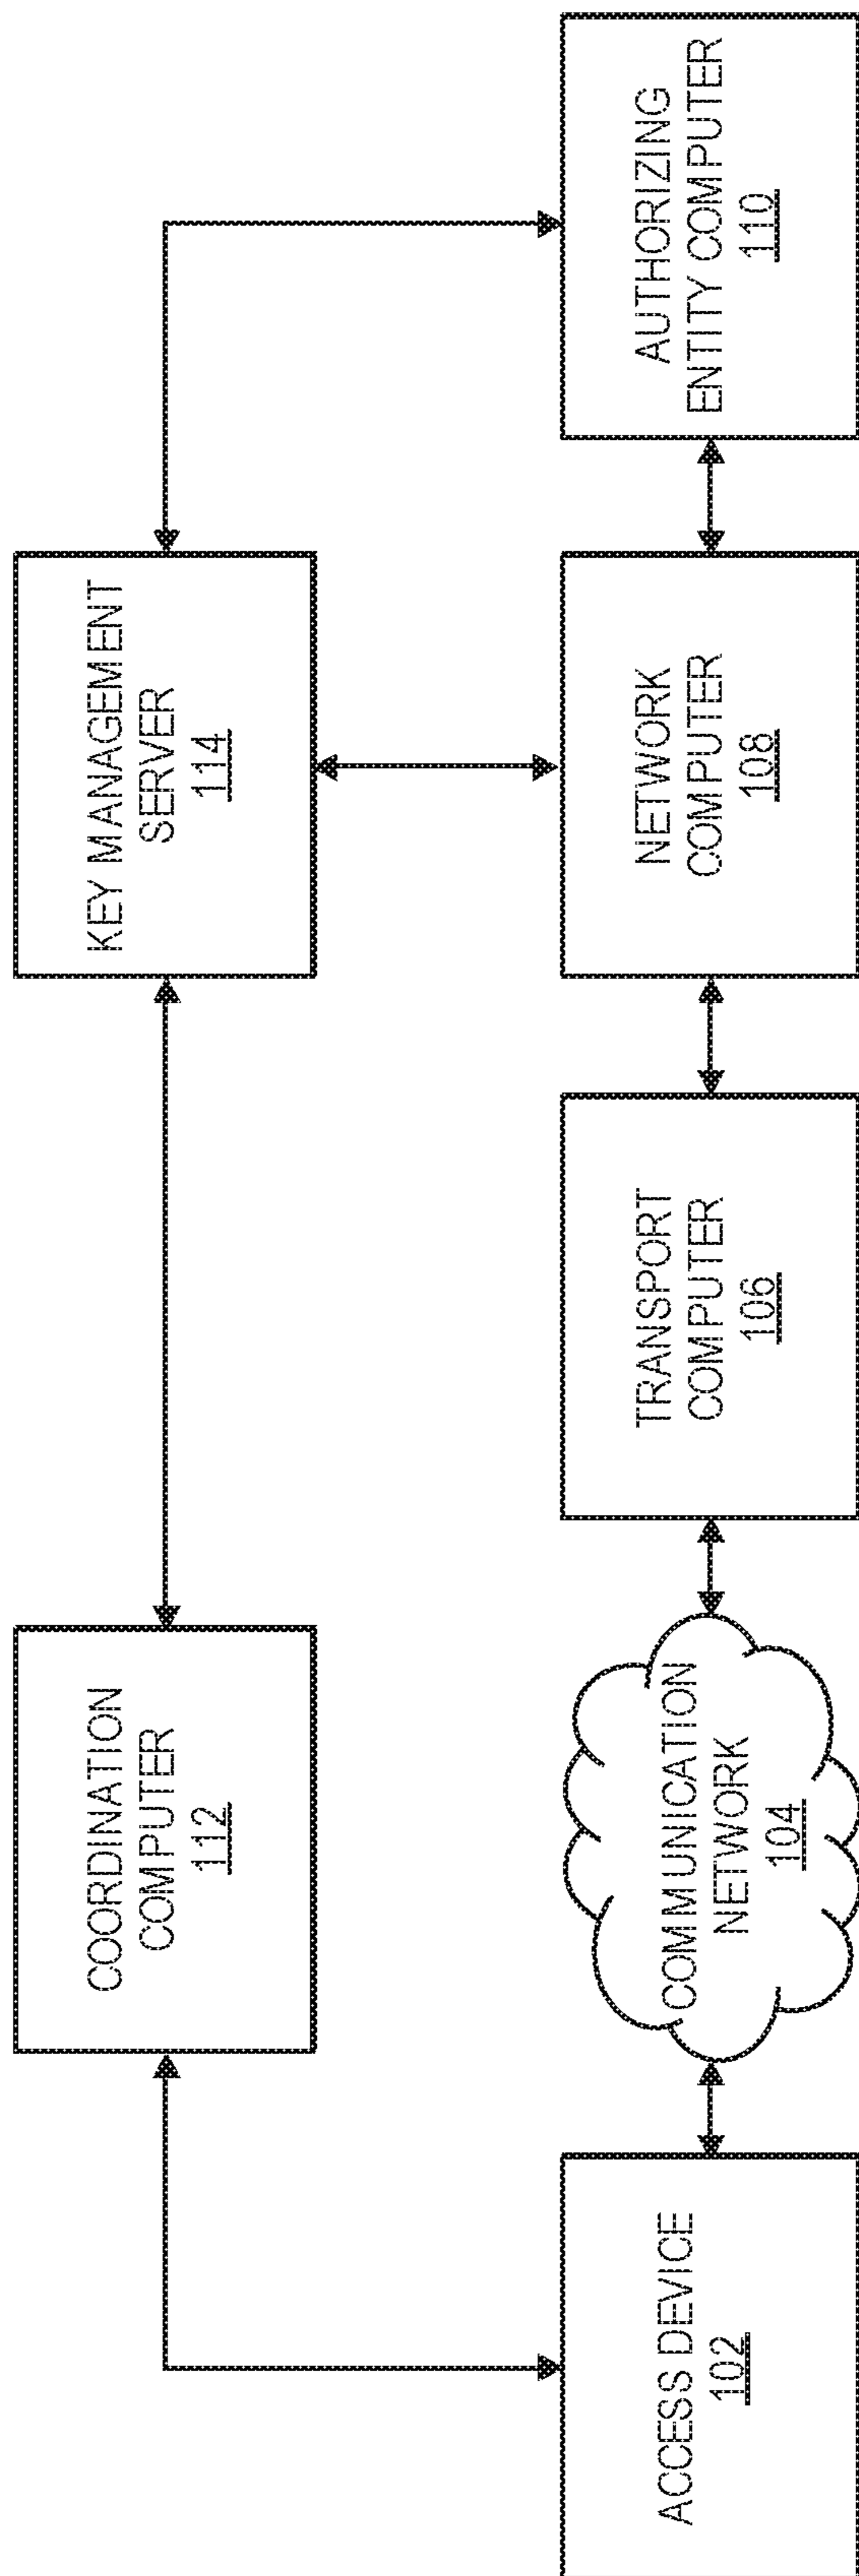 COORDINATION
COMPUTER
112
KEY MANAGEMENT
SERVER
114
ACCESS DEVICE
102
COMMUNICATION
NETWORK
104
TRANSPORT
COMPUTER
106
NETWORK
COMPUTER
108
AUTHORIZING
ENTITY COMPUTER
110